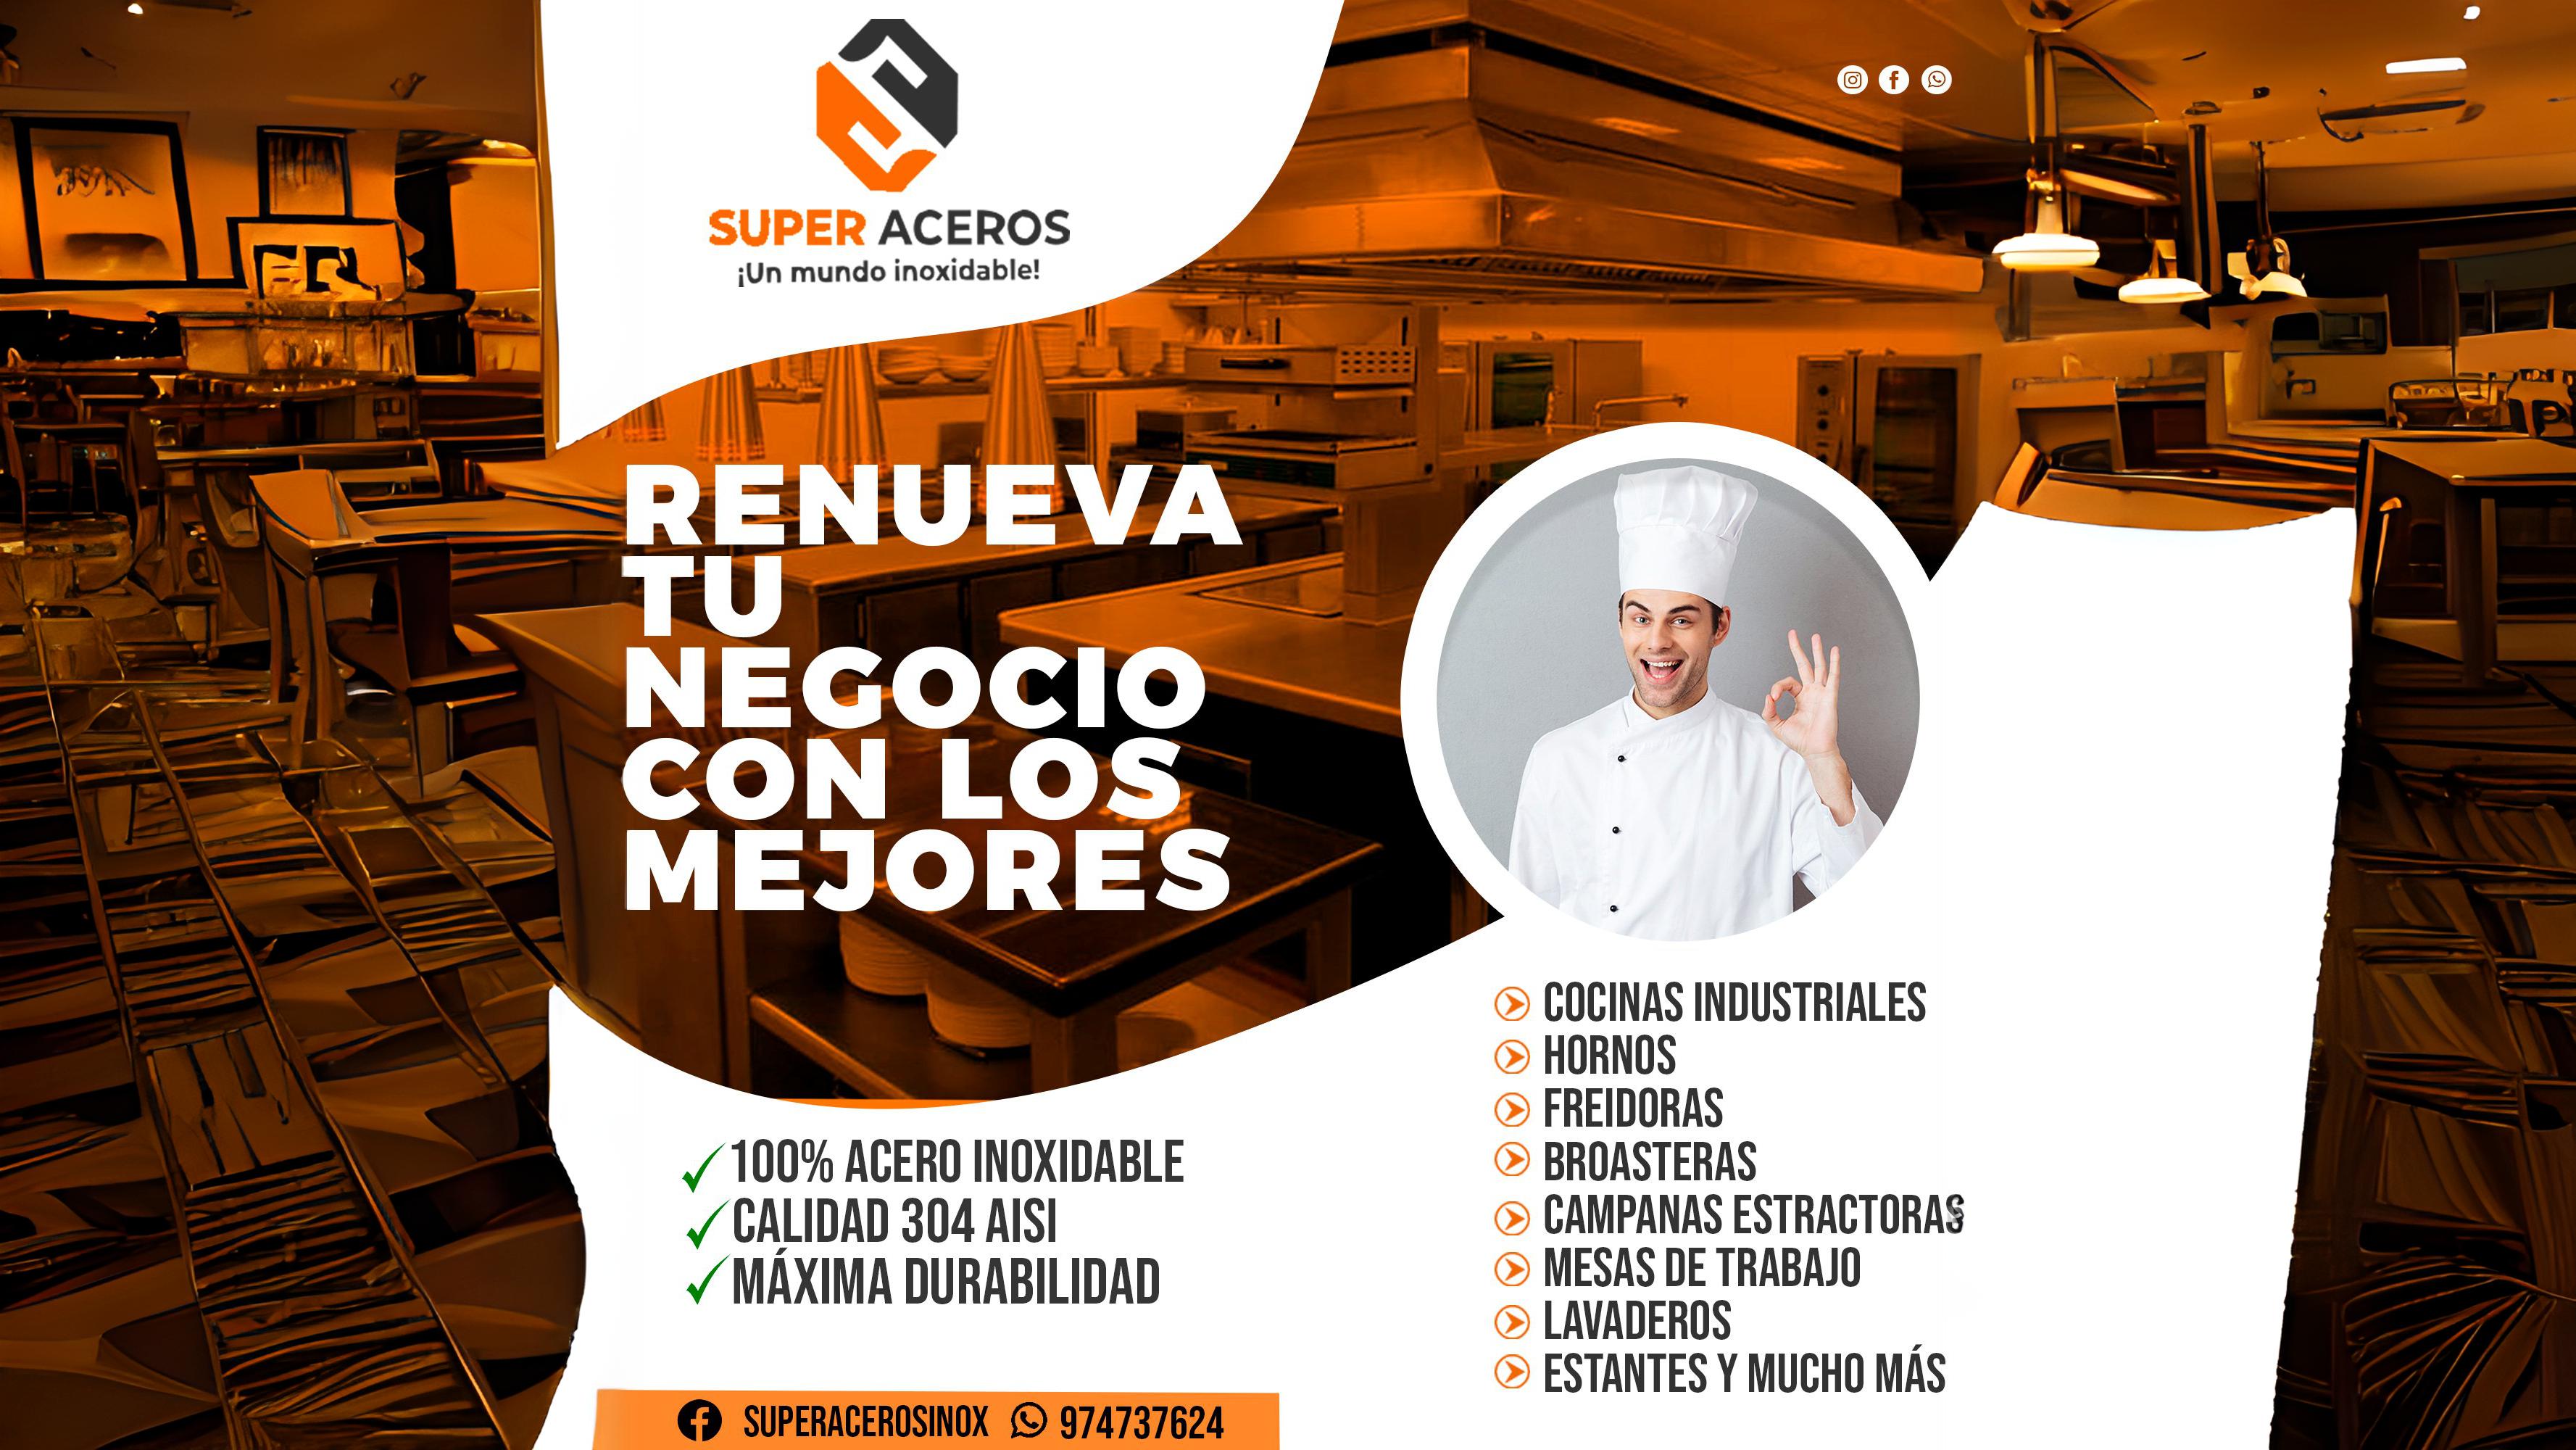 SUPER ACEROS
¡Un mundo inoxidable!
RENUEVA
TU
NEGOCIO
CON LOS
MEJORES
100% ACERO INOXIDABLE
CALIDAD 304 AISI
MÁXIMA DURABILIDAD
COCINAS INDUSTRIALES
HORNOS
FREIDORAS
BROASTERAS
CAMPANAS ESTRACTORAS
MESAS DE TRABAJO
LAVADEROS
ESTANTES Y MUCHO MÁS
SUPERACEROSINOX 974737624